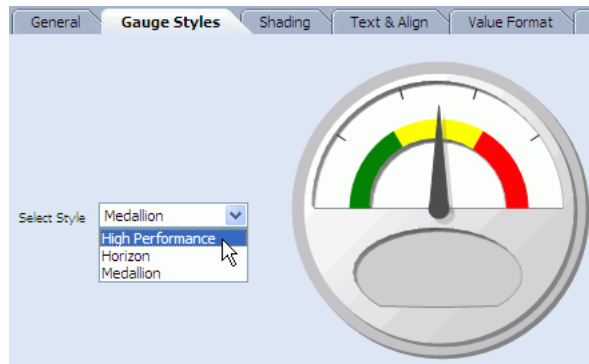 General Gauge Styles Shading Text & Align Value Format
Select Style Medallion
High Performance
Horizon
Medallion